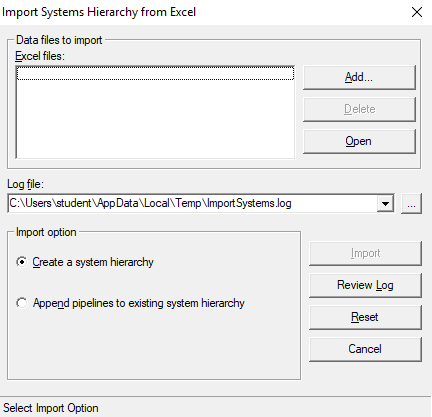 Import Systems Hierarchy from Excel
Data files to import
Excel files:
Add...
Delete
Open
Log file:
C:\Users\student\AppData\Local\Temp\ImportSystems.log
...
Import option
Create a system hierarchy
Append pipelines to existing system hierarchy
Import
Review Log
Reset
Cancel
Select Import Option